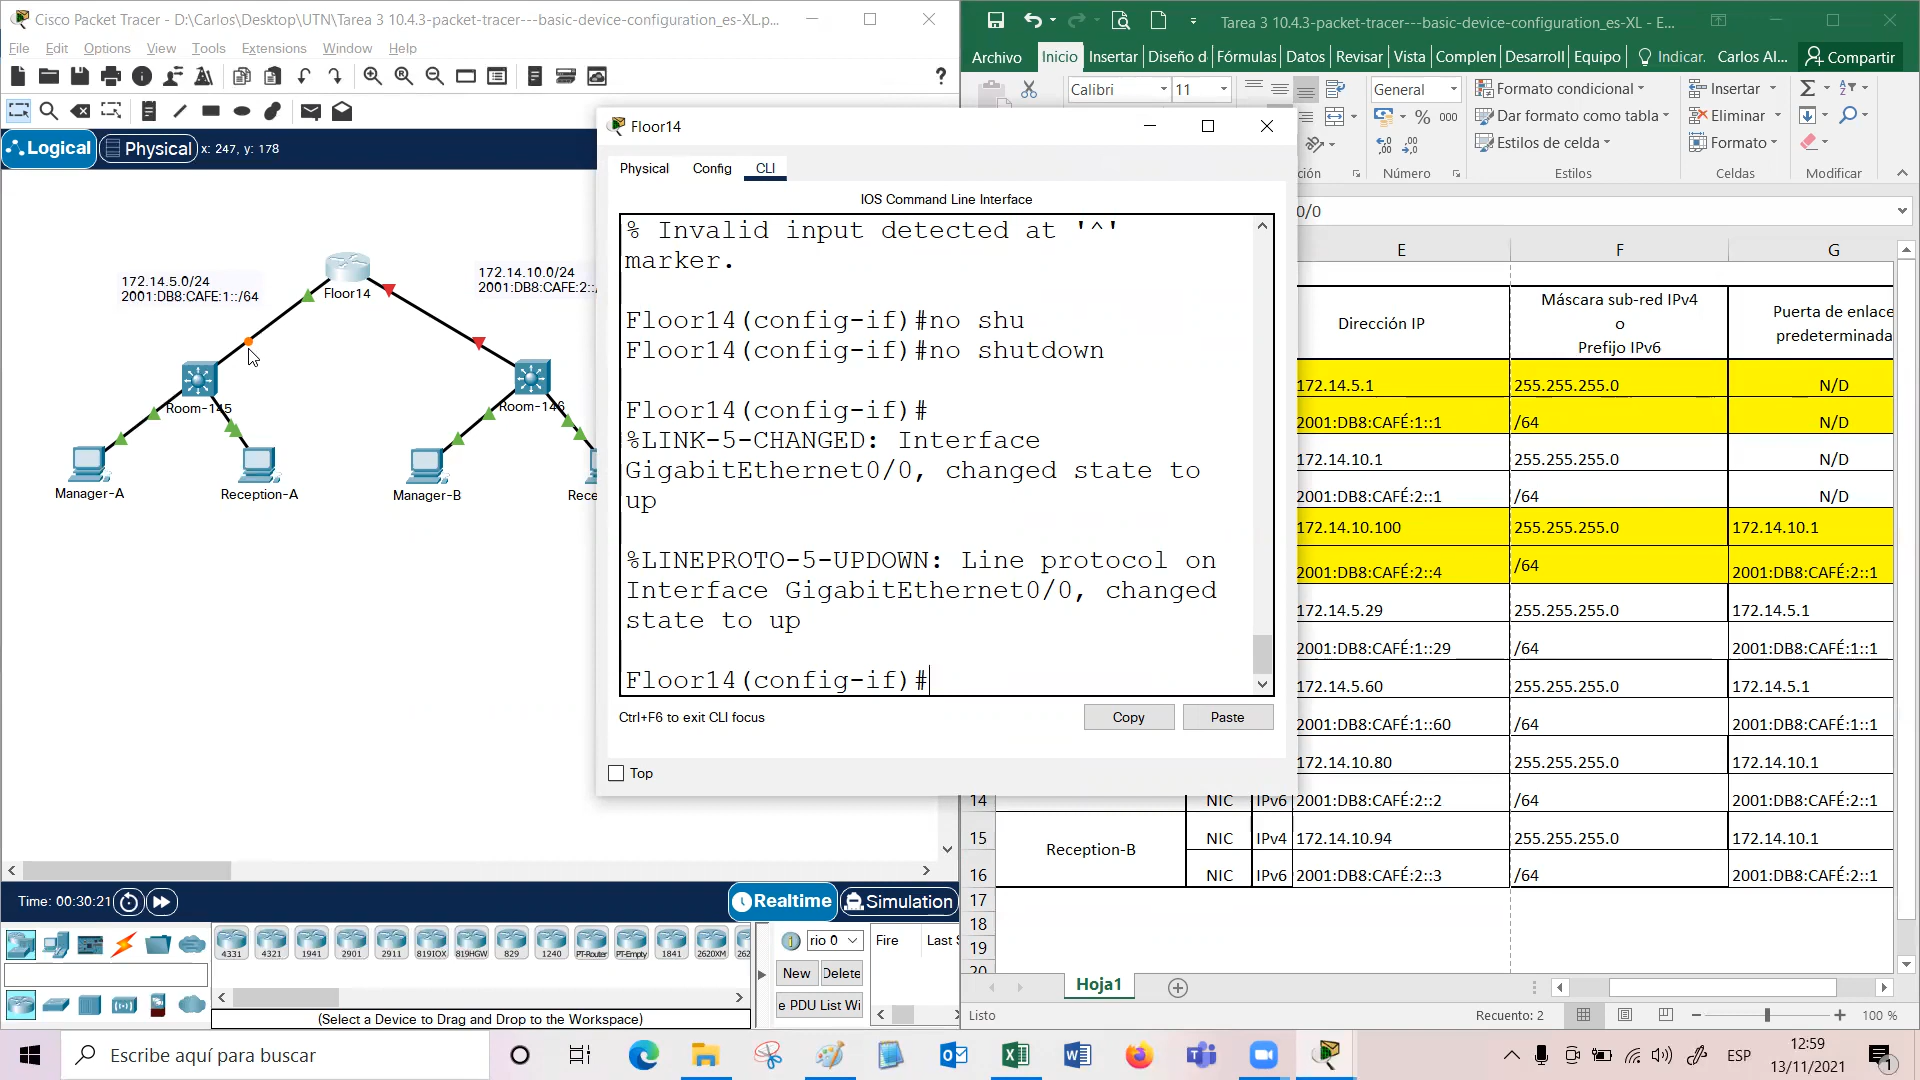 Cisco Packet Tracer - D:\Carlos\Desktop\UTN\Tarea 3 10.4.3-packet-tracer---basic-device-configuration_es-XL.p...
File Edit Options View Tools Extensions Window Help
?
Logical Physical x: 247, y: 178
172.14.5.0/24
2001:DB8:CAFE:1::/64
172.14.10.0/24
2001:DB8:CAFE:2::/
Floor14
Room-145
Room-146
Manager-A
Reception-A
Manager-B
Rece
Floor14
Physical Config CLI
IOS Command Line Interface
% Invalid input detected at '^'
marker.
Floor14(config-if)#no shu
Floor14(config-if)#no shutdown
Floor14(config-if)#
%LINK-5-CHANGED: Interface
GigabitEthernet0/0, changed state to
up
%LINEPROTO-5-UPDOWN: Line protocol on
Interface GigabitEthernet0/0, changed
state to up
Floor14(config-if)#
Ctrl+F6 to exit CLI focus
Copy Paste
Top
Time: 00:30:21
Realtime Simulation
4331 4321 1941 2901 2911 819IOX 819HGW 829 1240 PT-Router PT-Empty 1841 2620XM 262
(Select a Device to Drag and Drop to the Workspace)
rio 0
New Delete
e PDU List Wi
Fire Last S
Tarea 3 10.4.3-packet-tracer---basic-device-configuration_es-XL - E...
Archivo Inicio Insertar Diseño d Fórmulas Datos Revisar Vista Complen Desarroll Equipo Indicar. Carlos Al... Compartir
Calibri 11
General
% 000
Formato condicional
Dar formato como tabla
Estilos de celda
Insertar
Eliminar
Formato
ción Número Estilos Celdas Modificar
0/0
E F G
Dirección IP
Máscara sub-red IPv4
o
Prefijo IPv6
Puerta de enlace
predeterminada
172.14.5.1 255.255.255.0 N/D
2001:DB8:CAFÉ:1::1 /64 N/D
172.14.10.1 255.255.255.0 N/D
2001:DB8:CAFÉ:2::1 /64 N/D
172.14.10.100 255.255.255.0 172.14.10.1
2001:DB8:CAFÉ:2::4 /64 2001:DB8:CAFÉ:2::1
172.14.5.29 255.255.255.0 172.14.5.1
2001:DB8:CAFÉ:1::29 /64 2001:DB8:CAFÉ:1::1
172.14.5.60 255.255.255.0 172.14.5.1
2001:DB8:CAFÉ:1::60 /64 2001:DB8:CAFÉ:1::1
172.14.10.80 255.255.255.0 172.14.10.1
14 NIC IPv6 2001:DB8:CAFÉ:2::2 /64 2001:DB8:CAFÉ:2::1
15 Reception-B NIC IPv4 172.14.10.94 255.255.255.0 172.14.10.1
16 NIC IPv6 2001:DB8:CAFÉ:2::3 /64 2001:DB8:CAFÉ:2::1
17
18
19
20
Hoja1
Listo Recuento: 2 100 %
Escribe aquí para buscar
ESP
12:59
13/11/2021
1